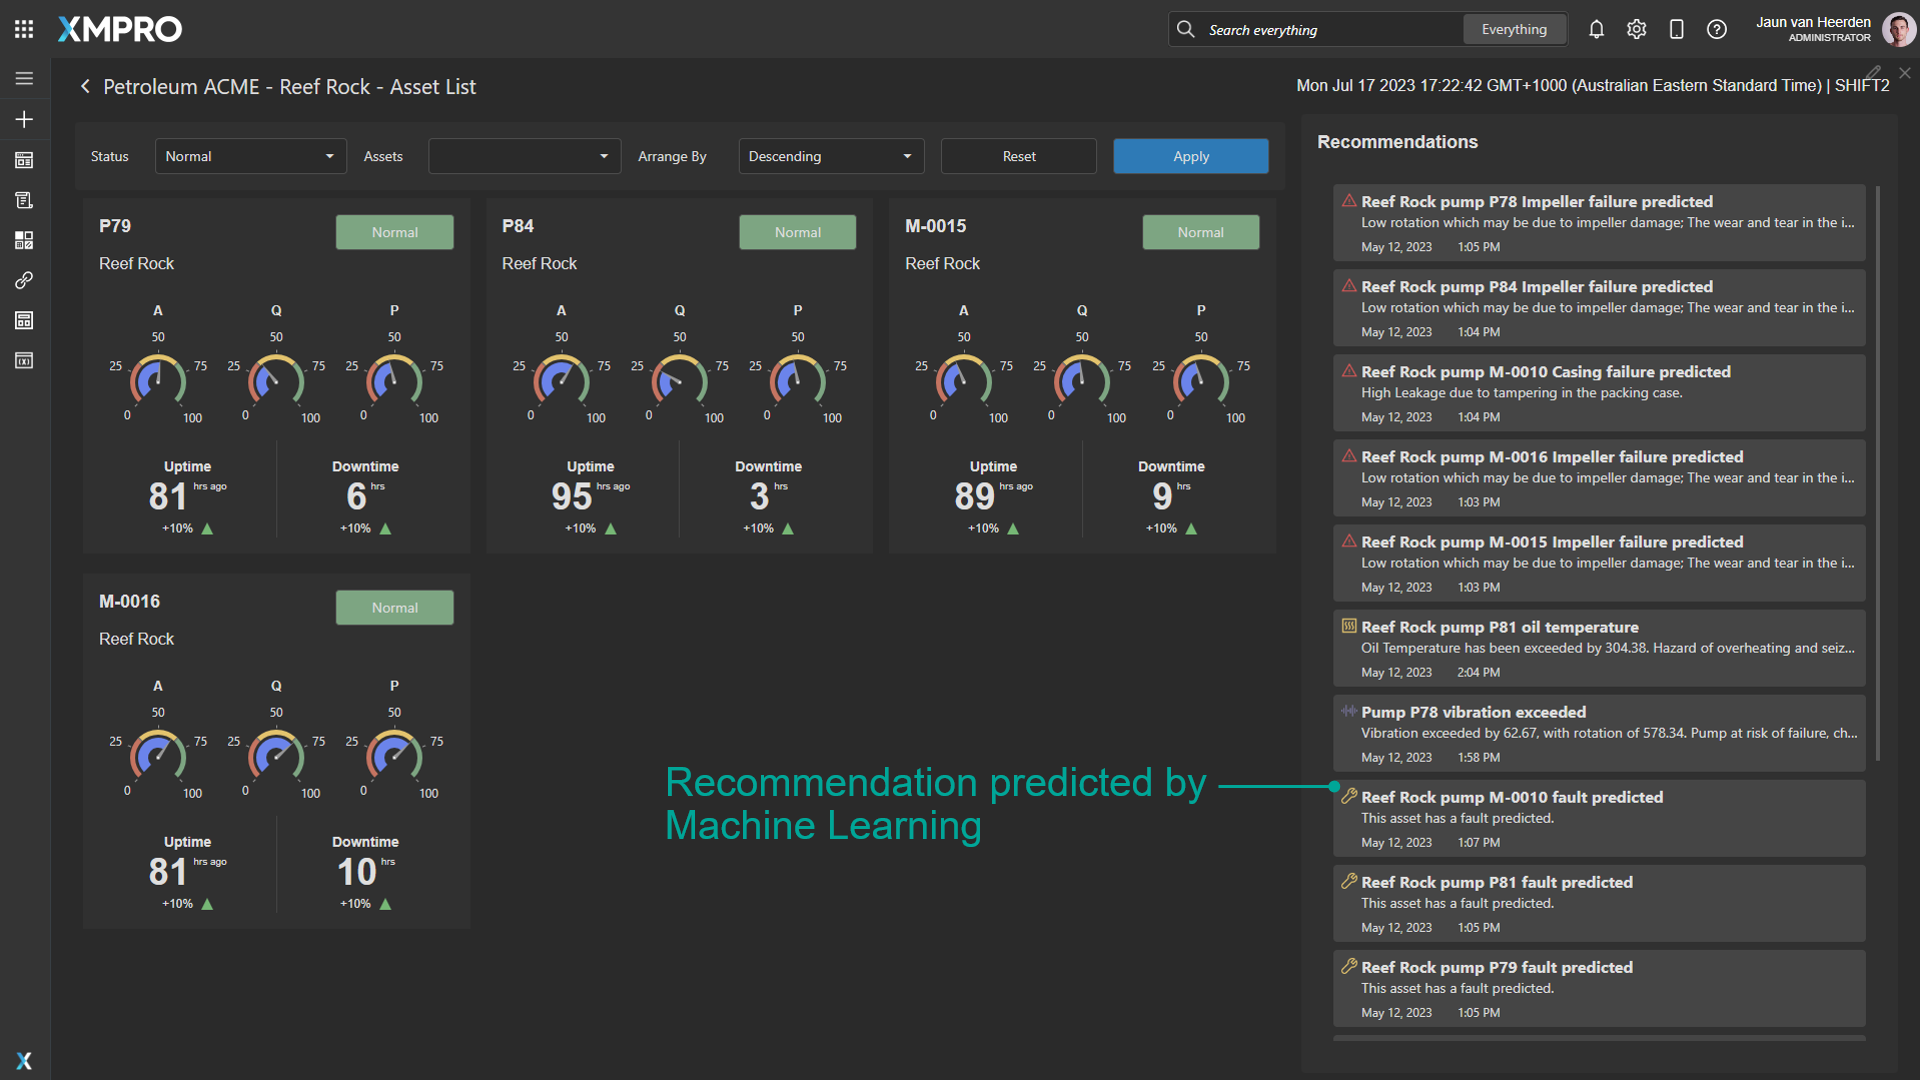 XMPRO
Search everything
Everything
Jaun van Heerden
ADMINISTRATOR
Petroleum ACME - Reef Rock - Asset List
Mon Jul 17 2023 17:22:42 GMT+1000 (Australian Eastern Standard Time) | SHIFT2
Status
Normal
Assets
Arrange By
Descending
Reset
Apply
P79
Normal
Reef Rock
A
Q
P
50
50
50
25
75
25
75
25
75
0
100
0
100
0
100
Uptime
Downtime
81 hrs ago
6 hrs
+10%
+10%
P84
Normal
Reef Rock
A
Q
P
50
50
50
25
75
25
75
25
75
0
100
0
100
0
100
Uptime
Downtime
95 hrs ago
3 hrs
+10%
+10%
M-0015
Normal
Reef Rock
A
Q
P
50
50
50
25
75
25
75
25
75
0
100
0
100
0
100
Uptime
Downtime
89 hrs ago
9 hrs
+10%
+10%
M-0016
Normal
Reef Rock
A
Q
P
50
50
50
25
75
25
75
25
75
0
100
0
100
0
100
Uptime
Downtime
81 hrs ago
10 hrs
+10%
+10%
Recommendation predicted by
Machine Learning
Recommendations
Reef Rock pump P78 Impeller failure predicted
Low rotation which may be due to impeller damage; The wear and tear in the i...
May 12, 2023 1:05 PM
Reef Rock pump P84 Impeller failure predicted
Low rotation which may be due to impeller damage; The wear and tear in the i...
May 12, 2023 1:04 PM
Reef Rock pump M-0010 Casing failure predicted
High Leakage due to tampering in the packing case.
May 12, 2023 1:04 PM
Reef Rock pump M-0016 Impeller failure predicted
Low rotation which may be due to impeller damage; The wear and tear in the i...
May 12, 2023 1:03 PM
Reef Rock pump M-0015 Impeller failure predicted
Low rotation which may be due to impeller damage; The wear and tear in the i...
May 12, 2023 1:03 PM
Reef Rock pump P81 oil temperature
Oil Temperature has been exceeded by 304.38. Hazard of overheating and seiz...
May 12, 2023 2:04 PM
Pump P78 vibration exceeded
Vibration exceeded by 62.67, with rotation of 578.34. Pump at risk of failure, ch...
May 12, 2023 1:58 PM
Reef Rock pump M-0010 fault predicted
This asset has a fault predicted.
May 12, 2023 1:07 PM
Reef Rock pump P81 fault predicted
This asset has a fault predicted.
May 12, 2023 1:05 PM
Reef Rock pump P79 fault predicted
This asset has a fault predicted.
May 12, 2023 1:05 PM